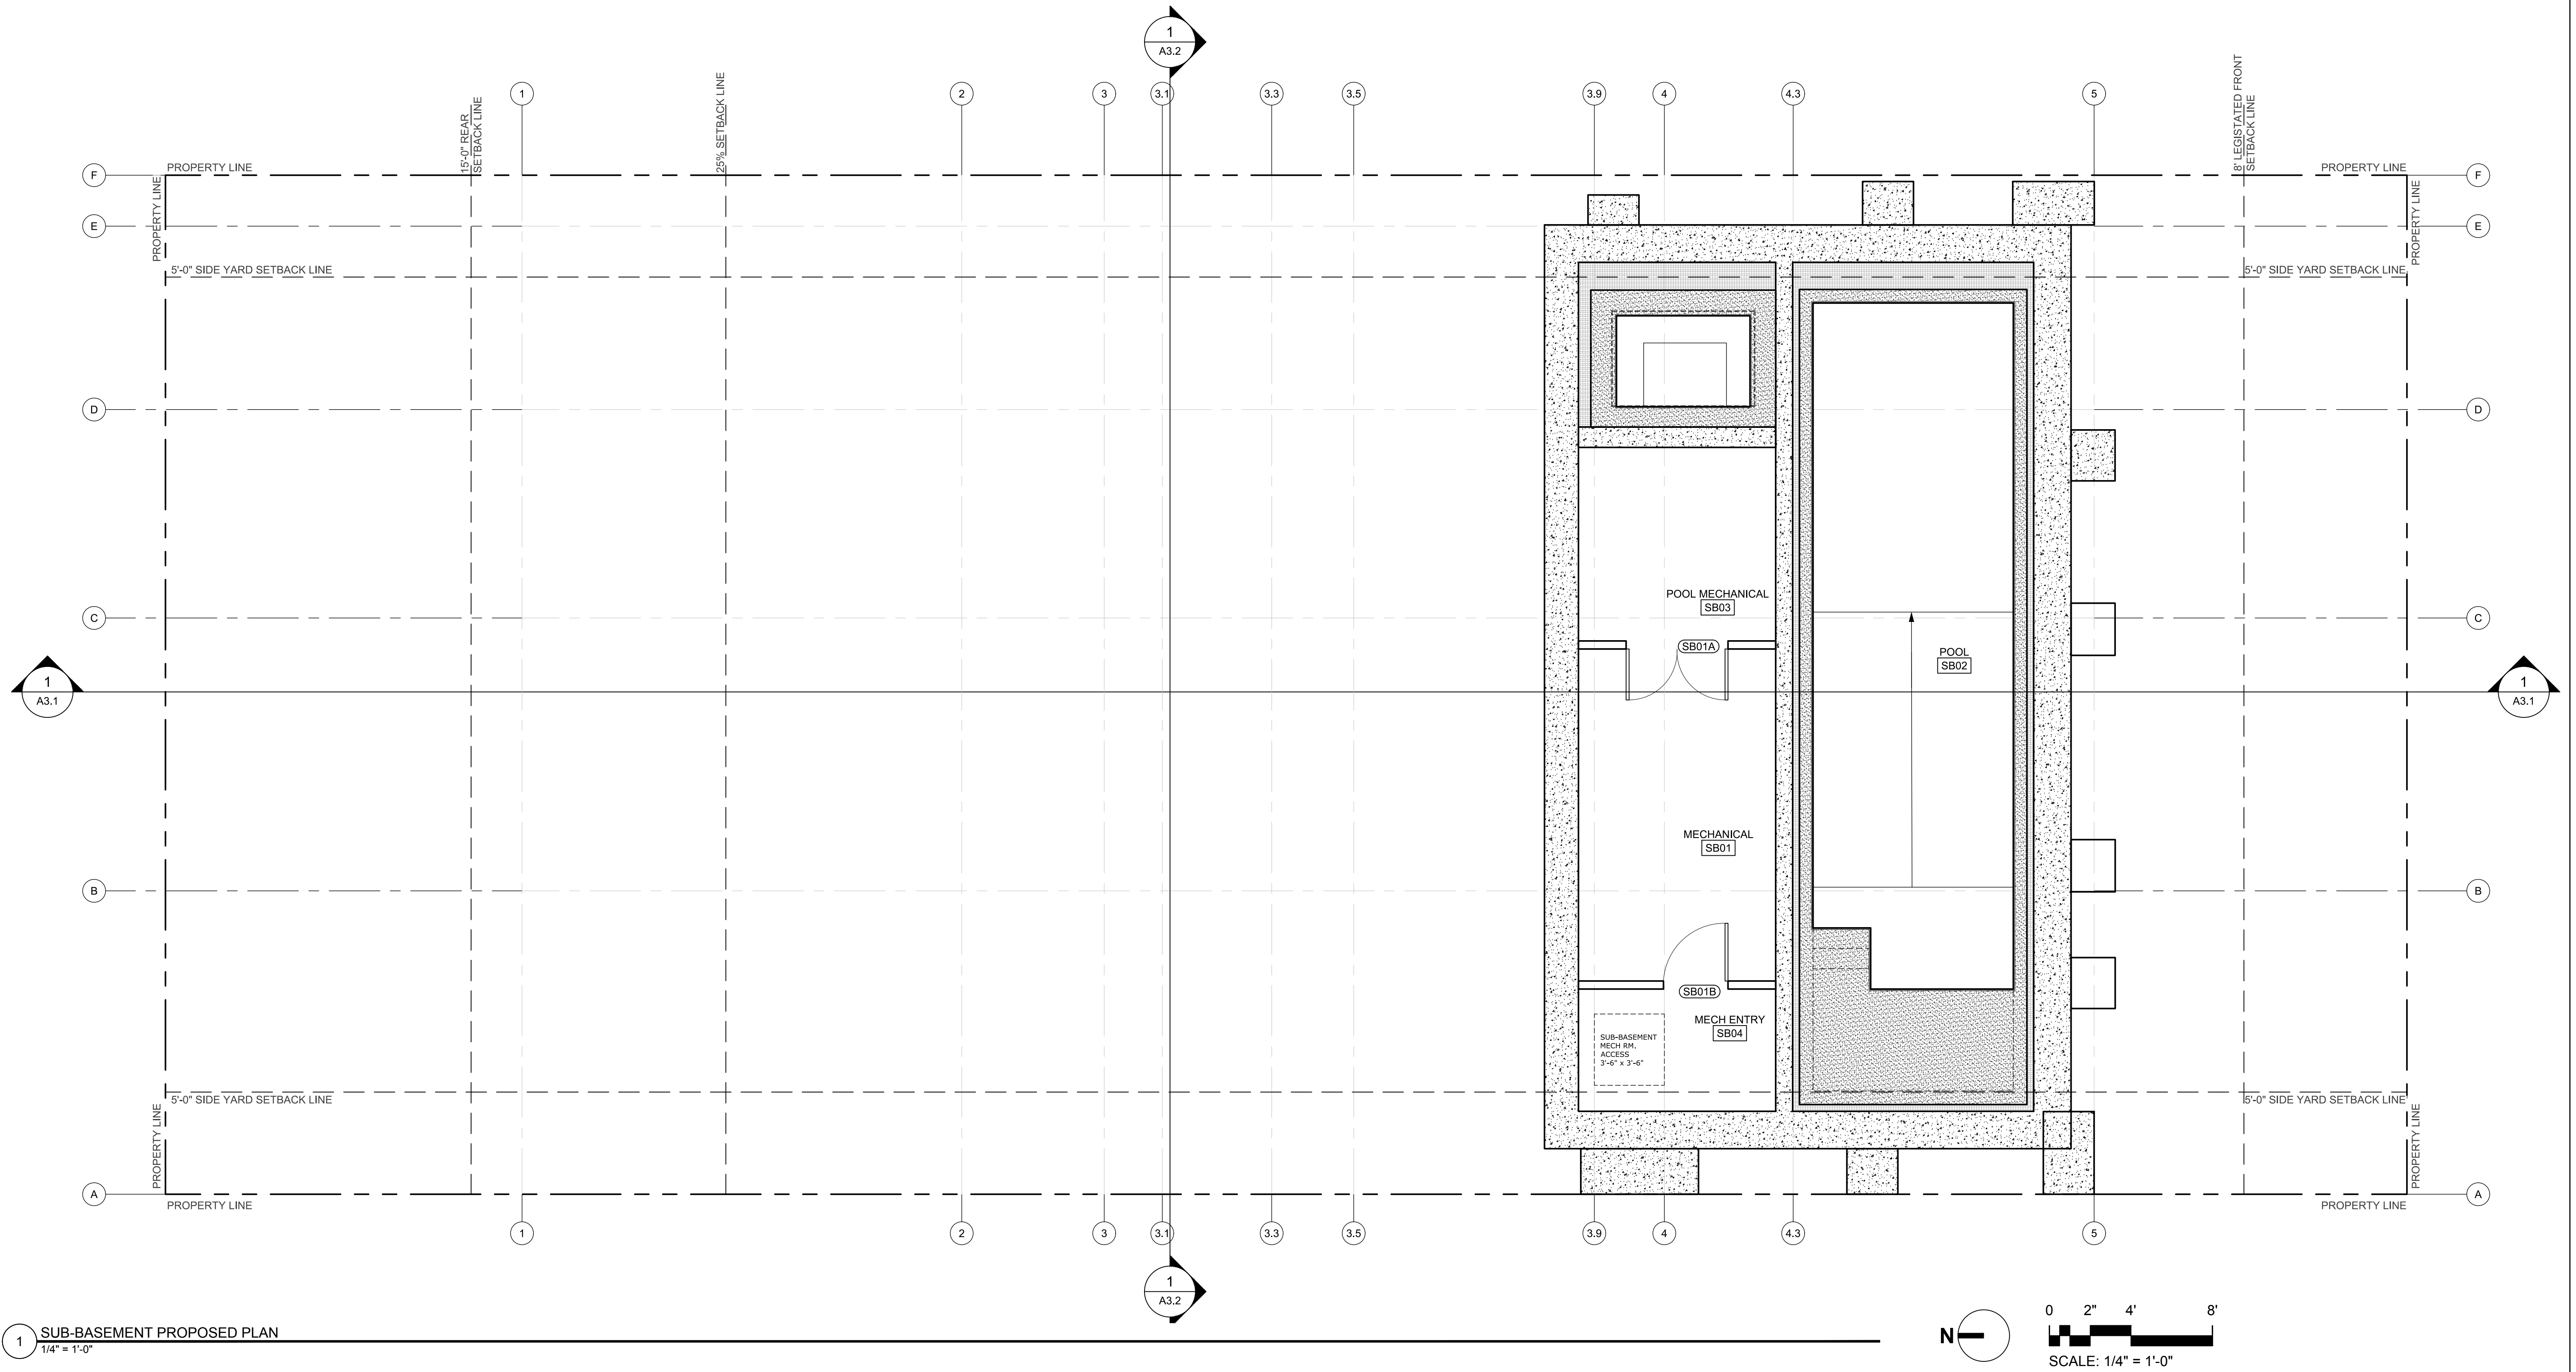 1
A3.2
1
2
3
3.1
3.3
3.5
3.9
4
4.3
5
15'-0" REAR
SETBACK LINE
25% SETBACK LINE
8' LEGISTATED FRONT
SETBACK LINE
F
PROPERTY LINE
PROPERTY LINE
F
PROPERTY LINE
PROPERTY LINE
E
E
5'-0" SIDE YARD SETBACK LINE
5'-0" SIDE YARD SETBACK LINE
D
D
POOL MECHANICAL
SB03
C
C
SB01A
POOL
SB02
1
A3.1
1
A3.1
MECHANICAL
SB01
B
B
SB01B
MECH ENTRY
SB04
SUB-BASEMENT
MECH RM.
ACCESS
3'-6" x 3'-6"
5'-0" SIDE YARD SETBACK LINE
5'-0" SIDE YARD SETBACK LINE
PROPERTY LINE
PROPERTY LINE
A
A
PROPERTY LINE
PROPERTY LINE
1
2
3
3.1
3.3
3.5
3.9
4
4.3
5
1
A3.2
1
SUB-BASEMENT PROPOSED PLAN
1/4" = 1'-0"
N
0 2" 4' 8'
SCALE: 1/4" = 1'-0"